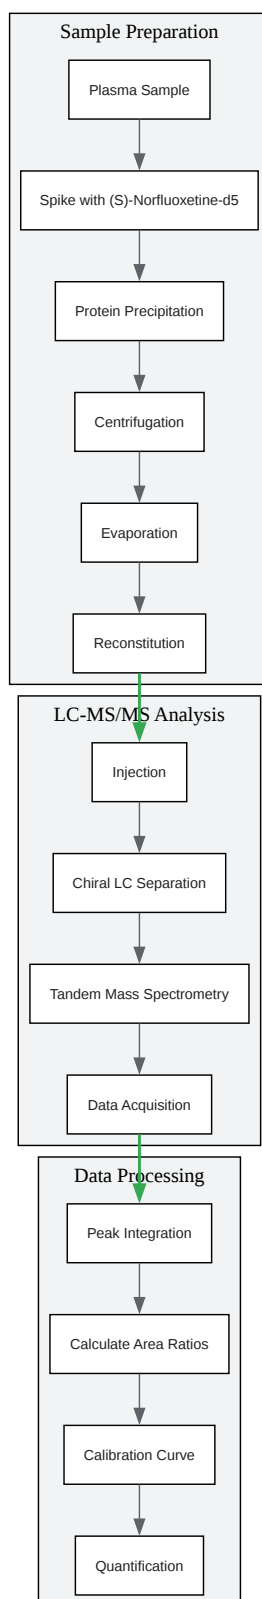 Sample Preparation
Plasma Sample
Spike with (S)-Norfluoxetine-d5
Protein Precipitation
Centrifugation
Evaporation
Reconstitution
LC-MS/MS Analysis
Injection
Chiral LC Separation
Tandem Mass Spectrometry
Data Acquisition
Data Processing
Peak Integration
Calculate Area Ratios
Calibration Curve
Quantification